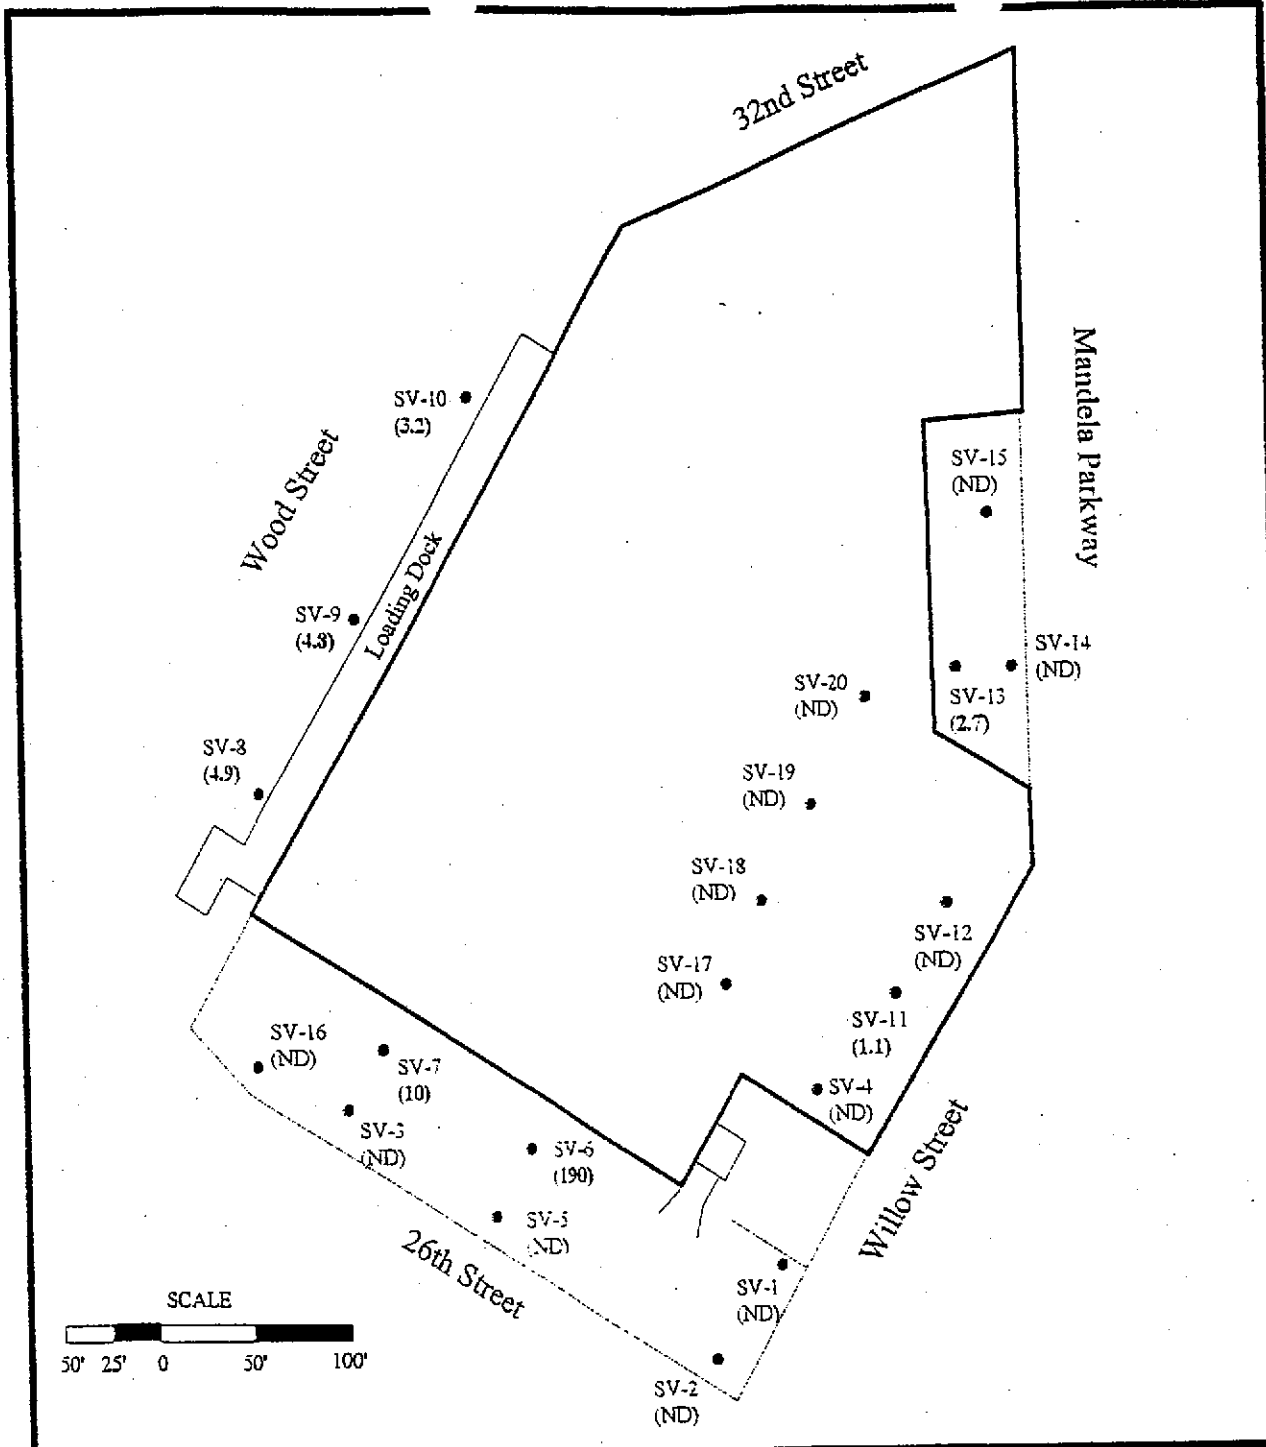 32nd Street
Mandela Parkway
SV-10
(3.2)
Wood Street
SV-15
(ND)
Loading Dock
SV-9
(4.8)
SV-14
(ND)
SV-20
(ND)
SV-13
(2.7)
SV-8
(4.9)
SV-19
(ND)
SV-18
(ND)
SV-12
(ND)
SV-17
(ND)
SV-11
(1.1)
SV-16
(ND)
SV-7
(10)
SV-4
(ND)
SV-3
(ND)
SV-6
(190)
Willow Street
SV-5
(ND)
26th Street
SV-1
(ND)
SCALE
50' 25' 0 50' 100'
SV-2
(ND)